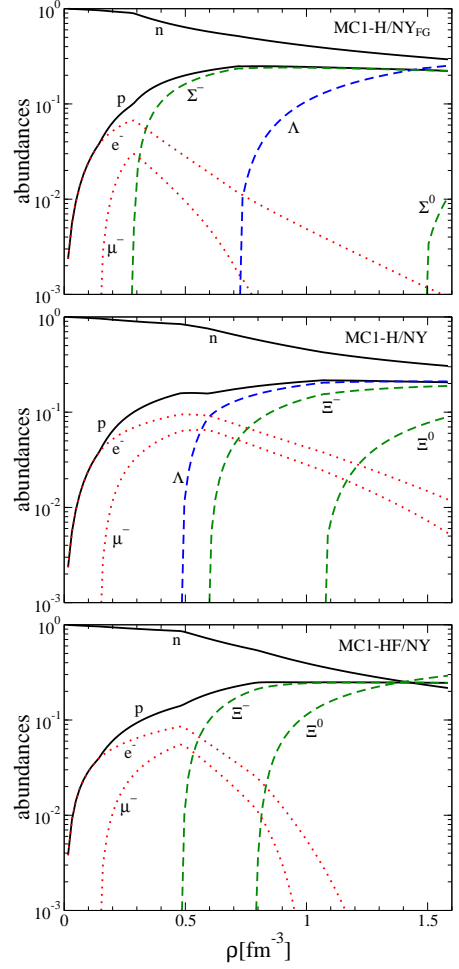 10^0
MC1-H/NY_FG
n
p
e^-
Σ^-
Λ
10^-1
abundances
10^-2
Σ^0
μ^-
10^-3
10^0
MC1-H/NY
n
p
e^-
Ξ^-
Ξ^0
10^-1
Λ
abundances
μ^-
10^-2
10^-3
10^0
MC1-HF/NY
n
p
e^-
Ξ^-
Ξ^0
10^-1
abundances
μ^-
10^-2
10^-3
0 0.5 1 1.5
ρ [fm^-3]